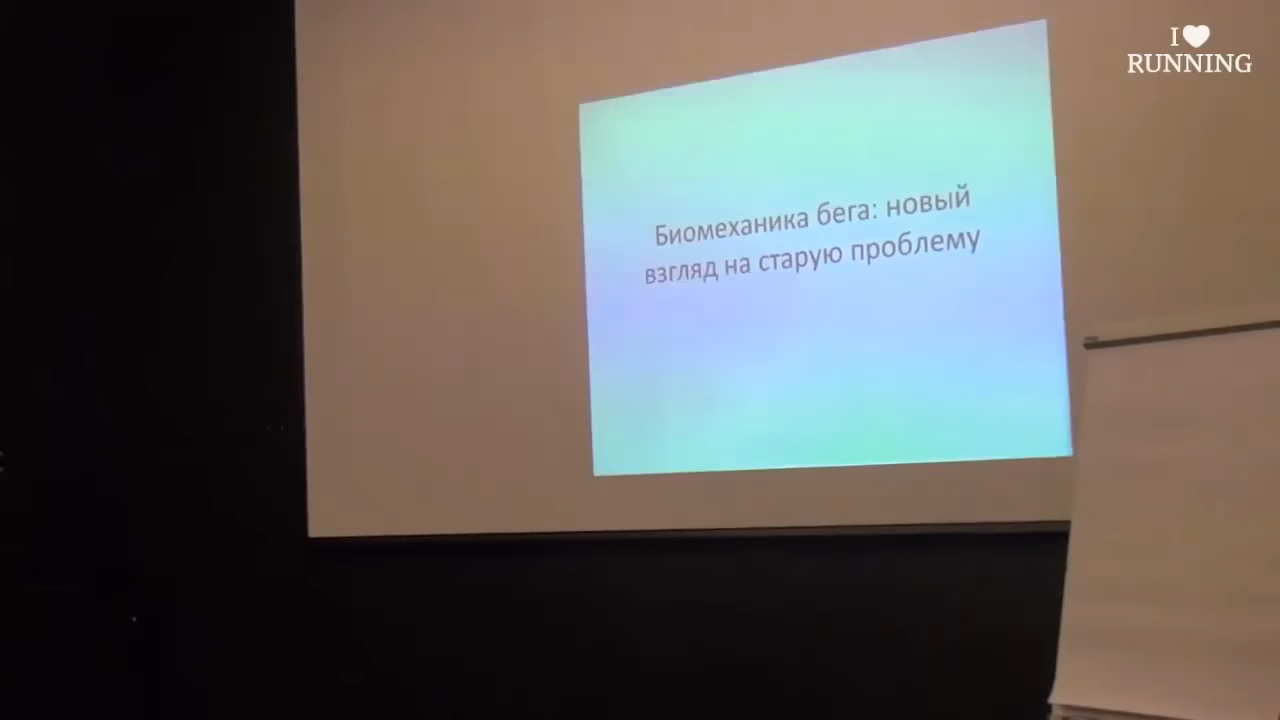 I♥
RUNNING
Биомеханика бега: новый
взгляд на старую проблему